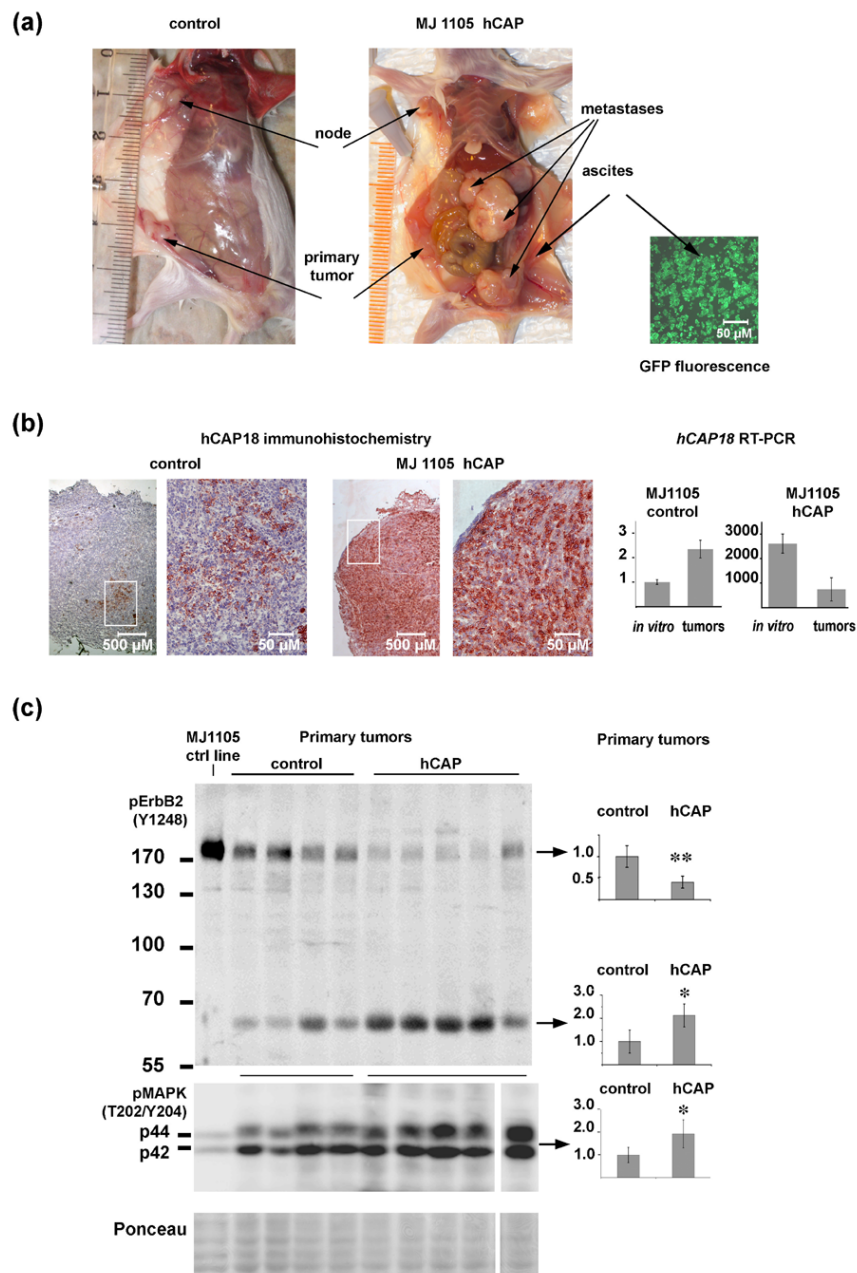 (a)
control
MJ 1105 hCAP
node
metastases
ascites
primary
tumor
50 µM
GFP fluorescence
(b)
hCAP18 immunohistochemistry
control
MJ 1105 hCAP
500 µM
50 µM
500 µM
50 µM
hCAP18 RT-PCR
MJ1105
control
3
2
1
in vitro tumors
MJ1105
hCAP
3000
2000
1000
in vitro tumors
(c)
MJ1105
ctrl line
Primary tumors
control
hCAP
pErbB2
(Y1248)
170
130
100
70
55
pMAPK
(T202/Y204)
p44
p42
Ponceau
Primary tumors
control hCAP
1.0
0.5
**
control hCAP
3.0
2.0
1.0
*
control hCAP
2.0
1.0
*